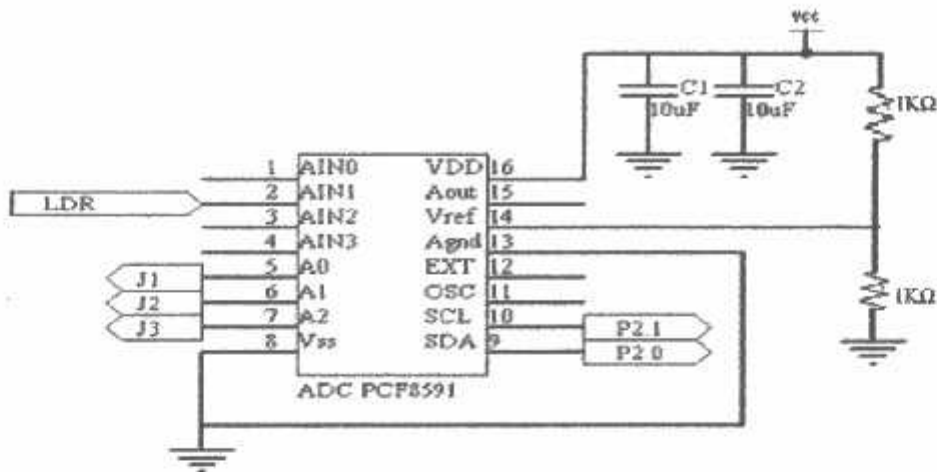 vcc
C1
10uF
C2
10uF
1KΩ
1 AIN0 VDD 16
2 AIN1 Aout 15
3 AIN2 Vref 14
4 AIN3 Agnd 13
5 A0 EXT 12
6 A1 OSC 11
7 A2 SCL 10
8 Vss SDA 9
LDR
J1
J2
J3
P2 1
P2 0
1KΩ
ADC PCF8591